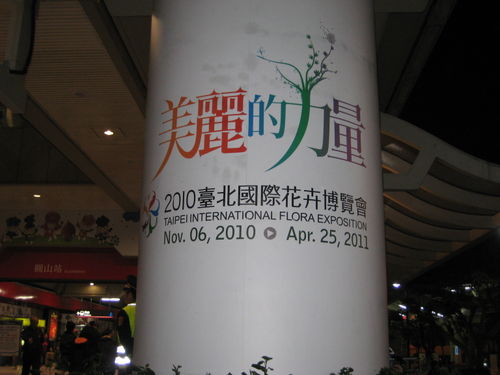 美麗的力量
2010臺北國際花卉博覽會
TAIPEI INTERNATIONAL FLORA EXPOSITION
Nov. 06, 2010 Apr. 25, 2011
圓山站